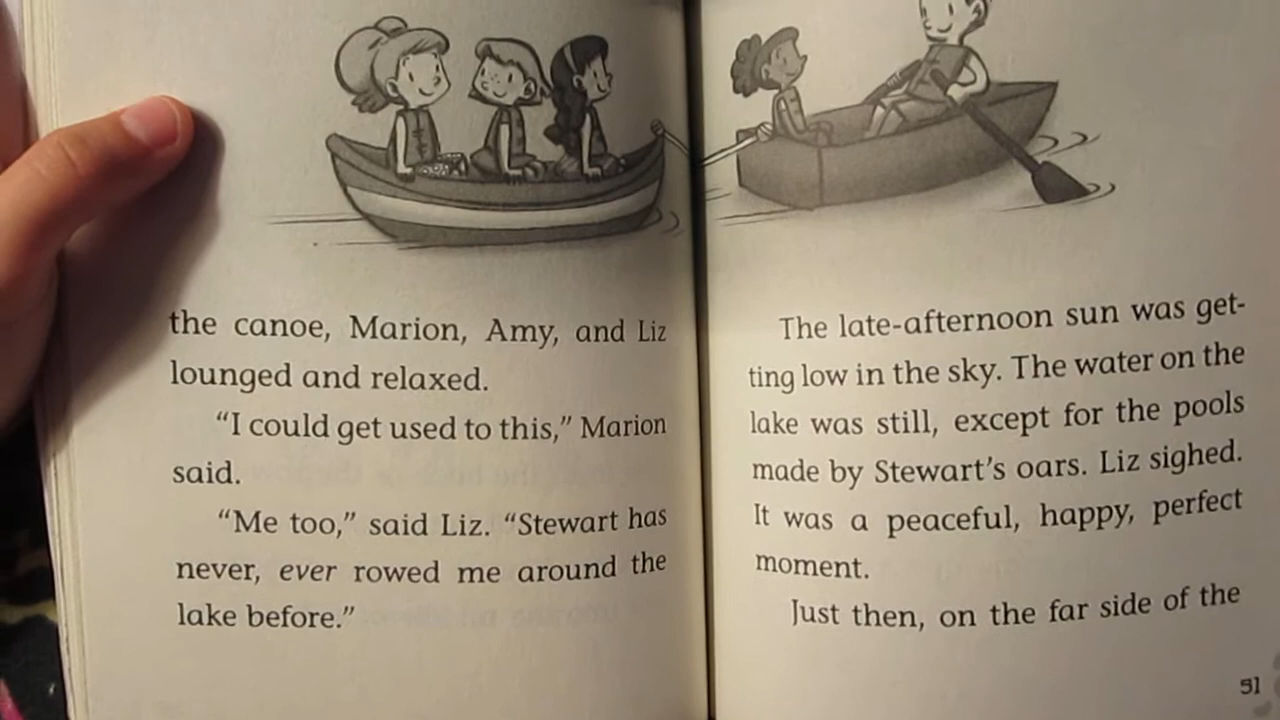 the canoe, Marion, Amy, and Liz
lounged and relaxed.
“I could get used to this,” Marion
said.
“Me too,” said Liz. “Stewart has
never, ever rowed me around the
lake before.”
The late-afternoon sun was get-
ting low in the sky. The water on the
lake was still, except for the pools
made by Stewart’s oars. Liz sighed.
It was a peaceful, happy, perfect
moment.
Just then, on the far side of the
51